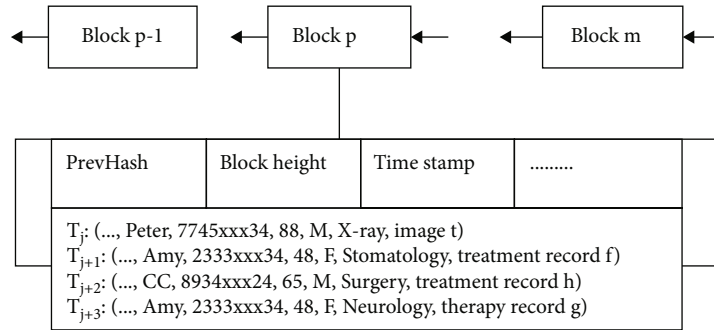 Block p-1
Block p
Block m
PrevHash
Block height
Time stamp
.........
Tj: (..., Peter, 7745xxx34, 88, M, X-ray, image t)
Tj+1: (..., Amy, 2333xxx34, 48, F, Stomatology, treatment record f)
Tj+2: (..., CC, 8934xxx24, 65, M, Surgery, treatment record h)
Tj+3: (..., Amy, 2333xxx34, 48, F, Neurology, therapy record g)